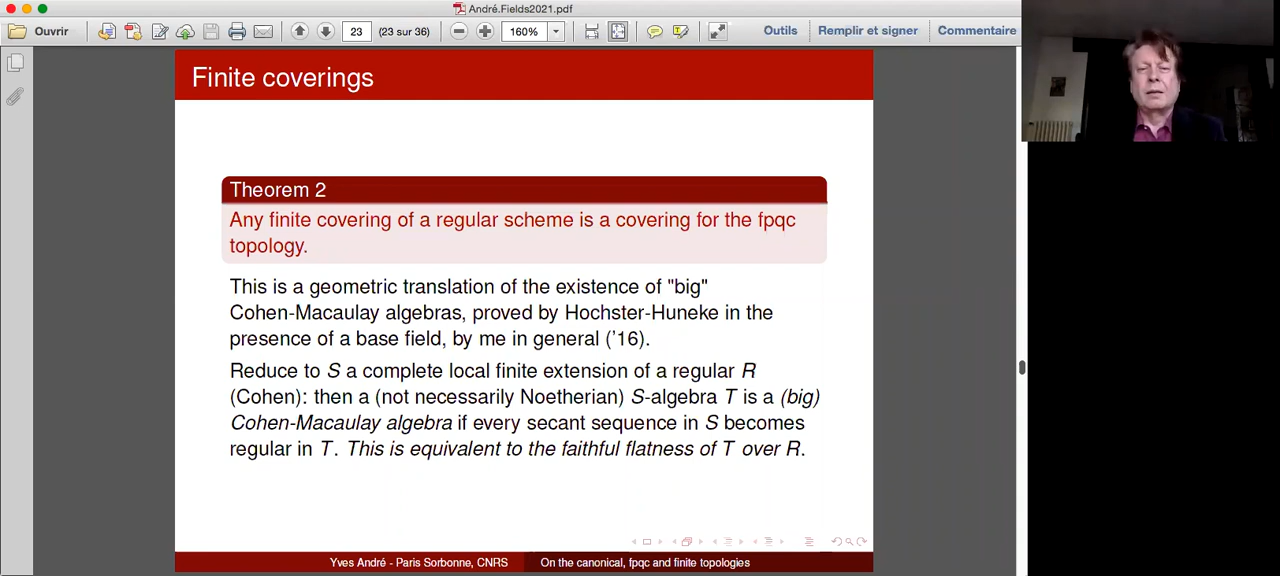 André.Fields2021.pdf
Ouvrir
23
(23 sur 36)
160%
Outils
Remplir et signer
Commentaire
Finite coverings
Theorem 2
Any finite covering of a regular scheme is a covering for the fpqc
topology.
This is a geometric translation of the existence of "big"
Cohen-Macaulay algebras, proved by Hochster-Huneke in the
presence of a base field, by me in general ('16).
Reduce to S a complete local finite extension of a regular R
(Cohen): then a (not necessarily Noetherian) S-algebra T is a (big)
Cohen-Macaulay algebra if every secant sequence in S becomes
regular in T. This is equivalent to the faithful flatness of T over R.
Yves André - Paris Sorbonne, CNRS
On the canonical, fpqc and finite topologies